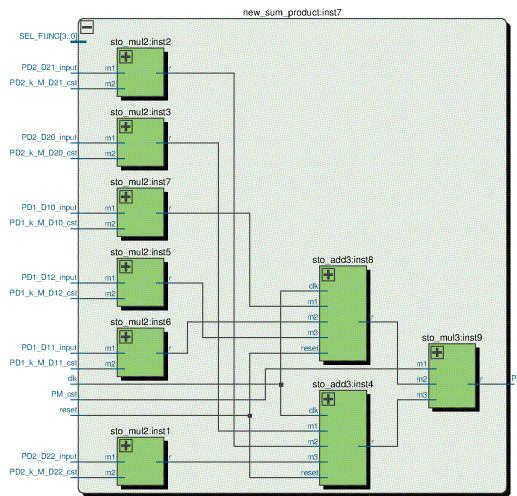 new_sum_product:inst7
SEL_FUNC[3..0]
sto_mul2:inst2
PD2_D21_input m1 r
PD2_k_M_D21_cst m2
sto_mul2:inst3
PD2_D20_input m1 r
PD2_k_M_D20_cst m2
sto_mul2:inst7
PD1_D10_input m1 r
PD1_k_M_D10_cst m2
sto_mul2:inst5
PD1_D12_input m1 r
PD1_k_M_D12_cst m2
sto_add3:inst8
clk
m1
m2 r
m3
reset
sto_mul2:inst6
PD1_D11_input m1 r
PD1_k_M_D11_cst m2
sto_mul3:inst9
m1
m2 r
m3
P
clk
PM_cst
reset
sto_add3:inst4
clk
m1
m2 r
m3
reset
sto_mul2:inst1
PD2_D22_input m1 r
PD2_k_M_D22_cst m2